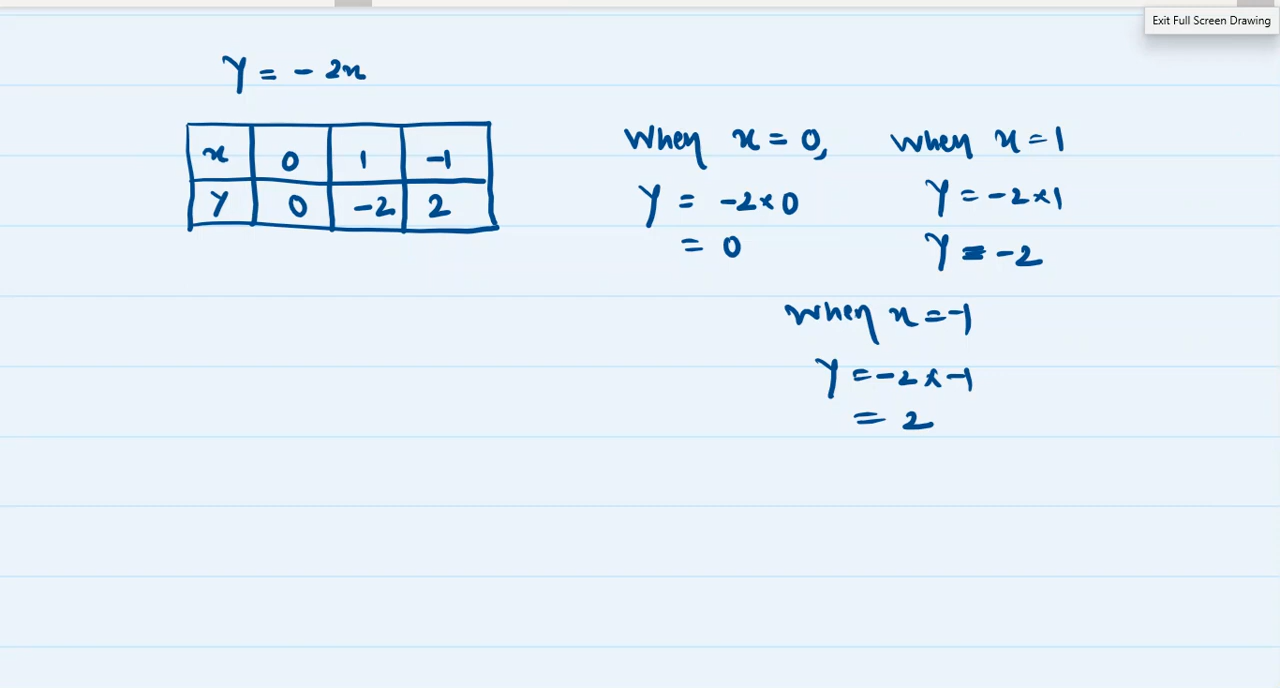 Exit Full Screen Drawing
Y = - 2x
x 0 1 -1
y 0 -2 2
When x = 0,
Y = -2×0
= 0
when x = 1
Y = -2×1
Y = -2
when x = -1
Y = -2×-1
= 2